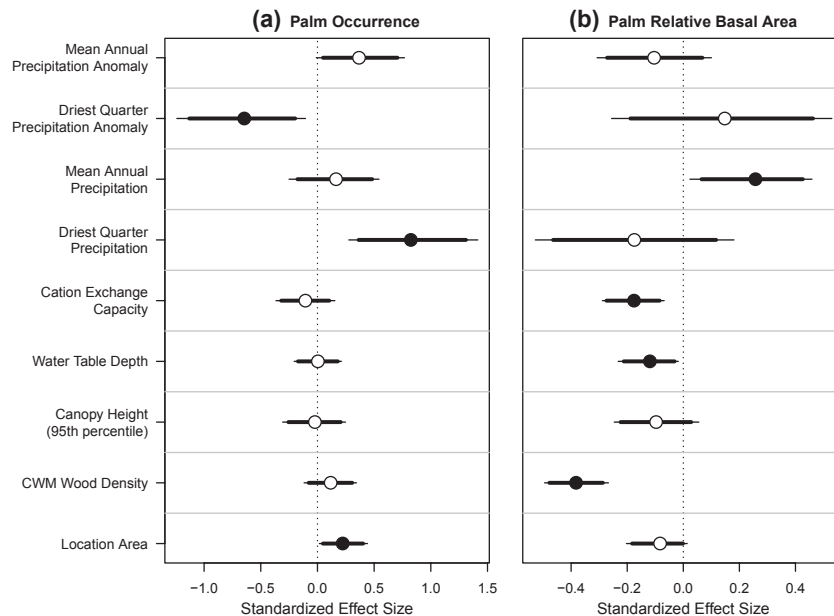 (a) Palm Occurrence
(b) Palm Relative Basal Area
Mean Annual
Precipitation Anomaly
Driest Quarter
Precipitation Anomaly
Mean Annual
Precipitation
Driest Quarter
Precipitation
Cation Exchange
Capacity
Water Table Depth
Canopy Height
(95th percentile)
CWM Wood Density
Location Area
−1.0 −0.5 0.0 0.5 1.0 1.5
Standardized Effect Size
−0.4 −0.2 0.0 0.2 0.4
Standardized Effect Size